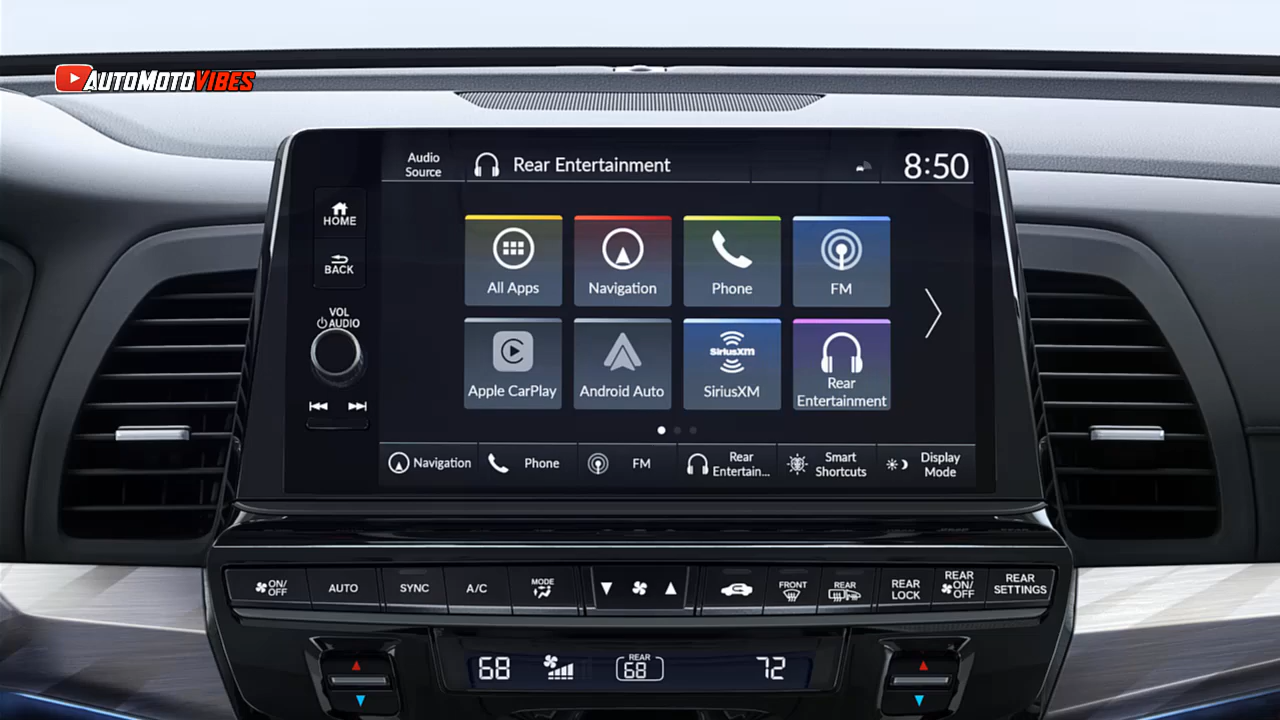 AUTOMOTOVIBES
Audio
Source
Rear Entertainment
8:50
HOME
BACK
VOL
AUDIO
All Apps
Navigation
Phone
FM
Apple CarPlay
Android Auto
SiriusXM
SiriusXM
Rear
Entertainment
Navigation
Phone
FM
Rear
Entertain...
Smart
Shortcuts
Display
Mode
ON/
OFF
AUTO
SYNC
A/C
MODE
FRONT
REAR
REAR
LOCK
REAR
ON/
OFF
REAR
SETTINGS
68
REAR
68
72